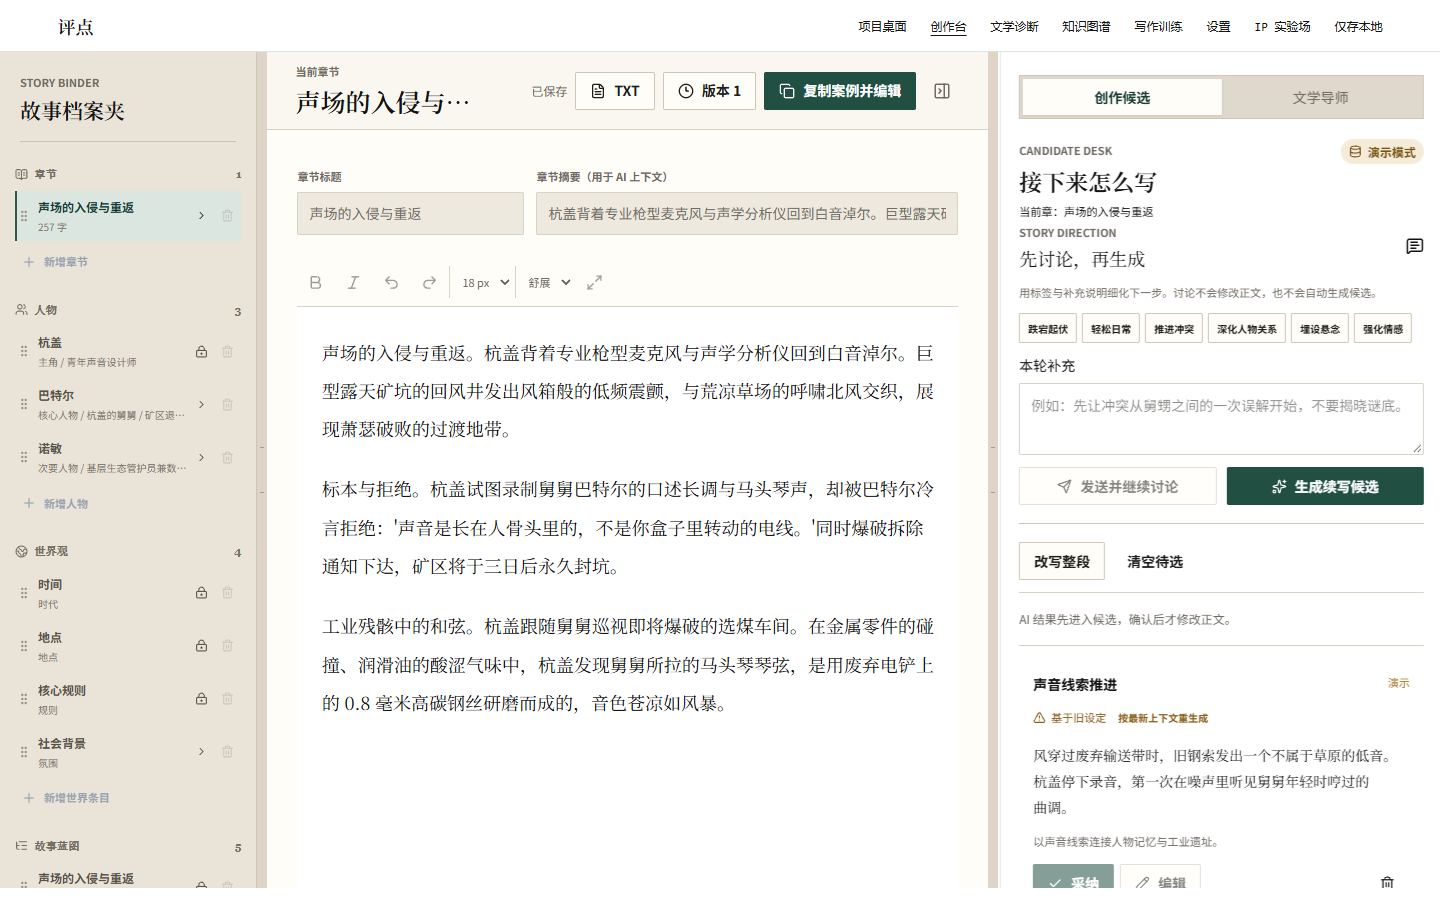 评点
项目桌面 创作台 文学诊断 知识图谱 写作训练 设置 IP 实验场 仅存本地
STORY BINDER
故事档案夹
章节 1
声场的入侵与重返
257 字
新增章节
人物 3
杭盖
主角 / 青年声音设计师
巴特尔
核心人物 / 杭盖的舅舅 / 矿区退…
诺敏
次要人物 / 基层生态管护员兼数…
新增人物
世界观 4
时间
时代
地点
地点
核心规则
规则
社会背景
氛围
新增世界条目
故事蓝图 5
声场的入侵与重返
当前章节
声场的入侵与…
已保存 TXT 版本 1 复制案例并编辑
章节标题 章节摘要（用于 AI 上下文）
声场的入侵与重返 杭盖背着专业枪型麦克风与声学分析仪回到白音淖尔。巨型露天矿
18 px 舒展
声场的入侵与重返。杭盖背着专业枪型麦克风与声学分析仪回到白音淖尔。巨
型露天矿坑的回风井发出风箱般的低频震颤，与荒凉草场的呼啸北风交织，展
现萧瑟破败的过渡地带。
标本与拒绝。杭盖试图录制舅舅巴特尔的口述长调与马头琴声，却被巴特尔冷
言拒绝：'声音是长在人骨头里的，不是你盒子里转动的电线。'同时爆破拆除
通知下达，矿区将于三日后永久封坑。
工业残骸中的和弦。杭盖跟随舅舅巡视即将爆破的选煤车间。在金属零件的碰
撞、润滑油的酸涩气味中，杭盖发现舅舅所拉的马头琴琴弦，是用废弃电铲上
的 0.8 毫米高碳钢丝研磨而成的，音色苍凉如风暴。
创作候选 文学导师
CANDIDATE DESK
演示模式
接下来怎么写
当前章：声场的入侵与重返
STORY DIRECTION
先讨论，再生成
用标签与补充说明细化下一步。讨论不会修改正文，也不会自动生成候选。
跌宕起伏 轻松日常 推进冲突 深化人物关系 埋设悬念 强化情感
本轮补充
例如：先让冲突从舅甥之间的一次误解开始，不要揭晓谜底。
发送并继续讨论 生成续写候选
改写整段 清空待选
AI 结果先进入候选，确认后才修改正文。
声音线索推进 演示
基于旧设定 按最新上下文重生成
风穿过废弃输送带时，旧钢索发出一个不属于草原的低音。
杭盖停下录音，第一次在噪声里听见舅舅年轻时哼过的
曲调。
以声音线索连接人物记忆与工业遗址。
采纳 编辑